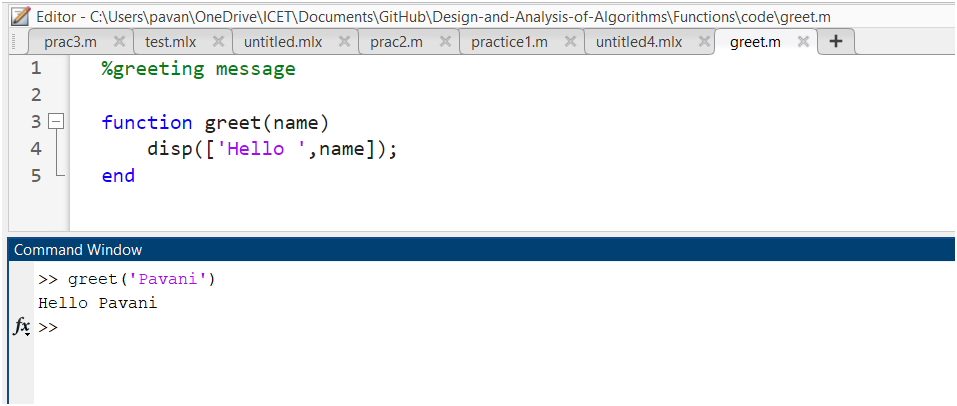 Editor - C:\Users\pavan\OneDrive\ICET\Documents\GitHub\Design-and-Analysis-of-Algorithms\Functions\code\greet.m
prac3.m test.mlx untitled.mlx prac2.m practice1.m untitled4.mlx greet.m
1 %greeting message
2
3 function greet(name)
4 disp(['Hello ',name]);
5 end
Command Window
>> greet('Pavani')
Hello Pavani
fx >>